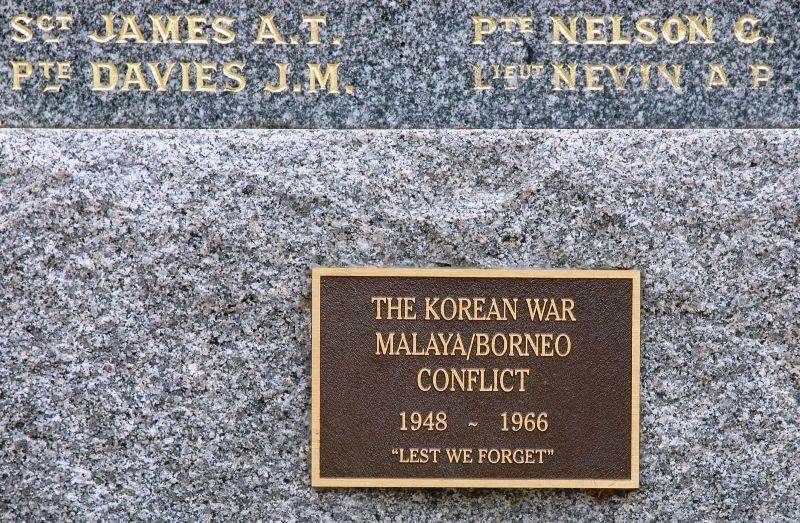 SGT JAMES A.T.
PTE DAVIES J.M.
PTE NELSON C.
LIEUT NEVIN A.P.
THE KOREAN WAR
MALAYA/BORNEO
CONFLICT
1948 ~ 1966
"LEST WE FORGET"